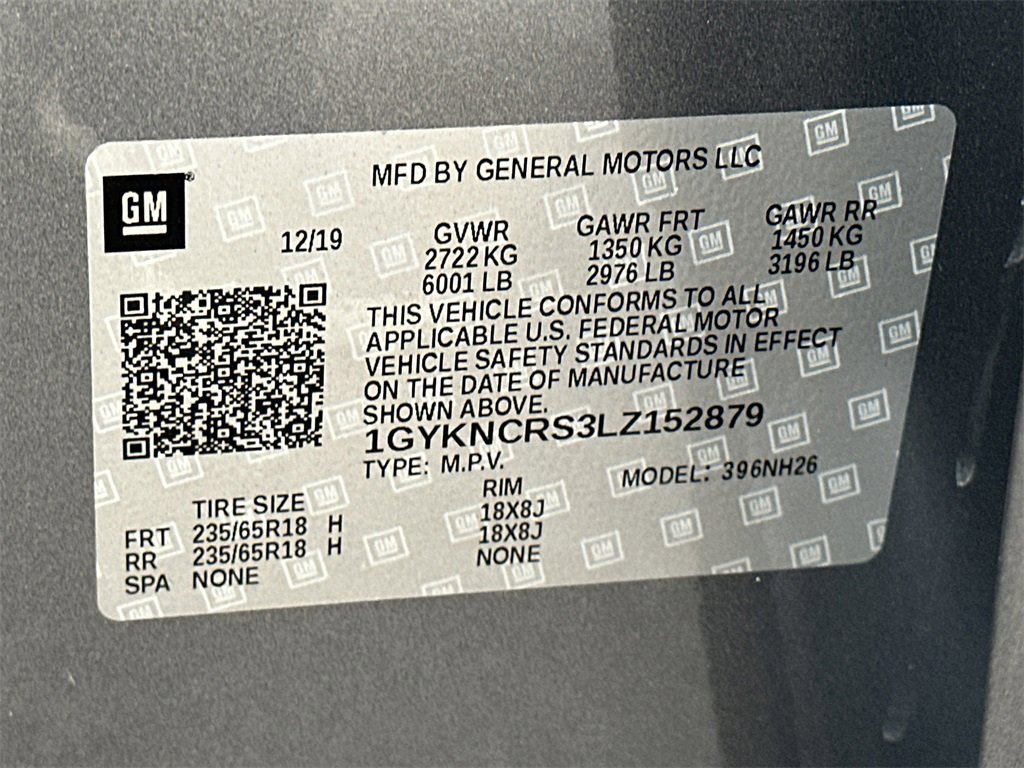 MFD BY GENERAL MOTORS LLC
GM
12/19
GVWR
2722 KG
6001 LB
GAWR FRT
1350 KG
2976 LB
GAWR RR
1450 KG
3196 LB
THIS VEHICLE CONFORMS TO ALL
APPLICABLE U.S. FEDERAL MOTOR
VEHICLE SAFETY STANDARDS IN EFFECT
ON THE DATE OF MANUFACTURE
SHOWN ABOVE.
1GYKNCRS3LZ152879
TYPE: M.P.V. MODEL: 396NH26
TIRE SIZE RIM
FRT 235/65R18 H 18X8J
RR 235/65R18 H 18X8J
SPA NONE NONE